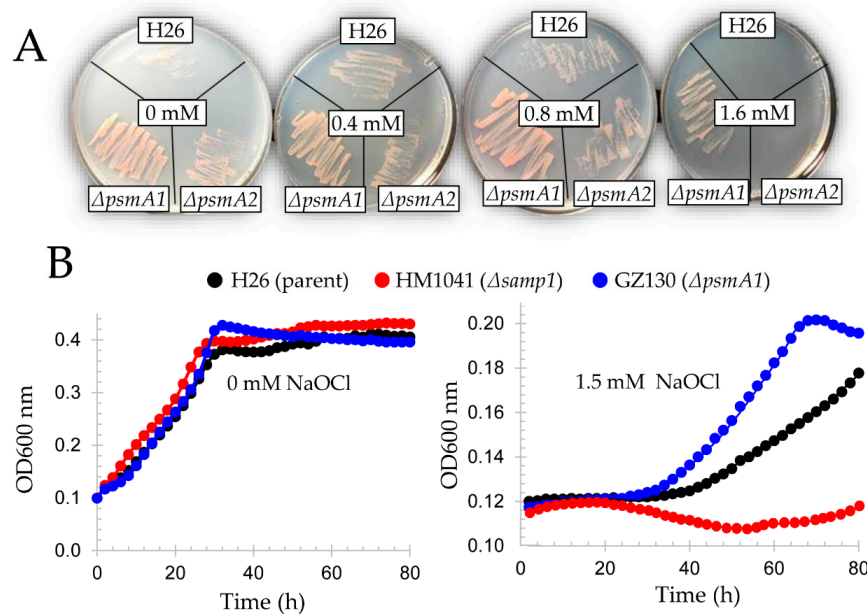 A
H26
H26
H26
H26
0 mM
0.4 mM
0.8 mM
1.6 mM
ΔpsmA1
ΔpsmA2
ΔpsmA1
ΔpsmA2
ΔpsmA1
ΔpsmA2
ΔpsmA1
ΔpsmA2
B
H26 (parent)
HM1041 (Δsamp1)
GZ130 (ΔpsmA1)
OD600 nm
0.4
0.3
0.2
0.1
0.0
0 mM NaOCl
0 20 40 60 80
Time (h)
OD600 nm
0.20
0.18
0.16
0.14
0.12
0.10
1.5 mM NaOCl
0 20 40 60 80
Time (h)